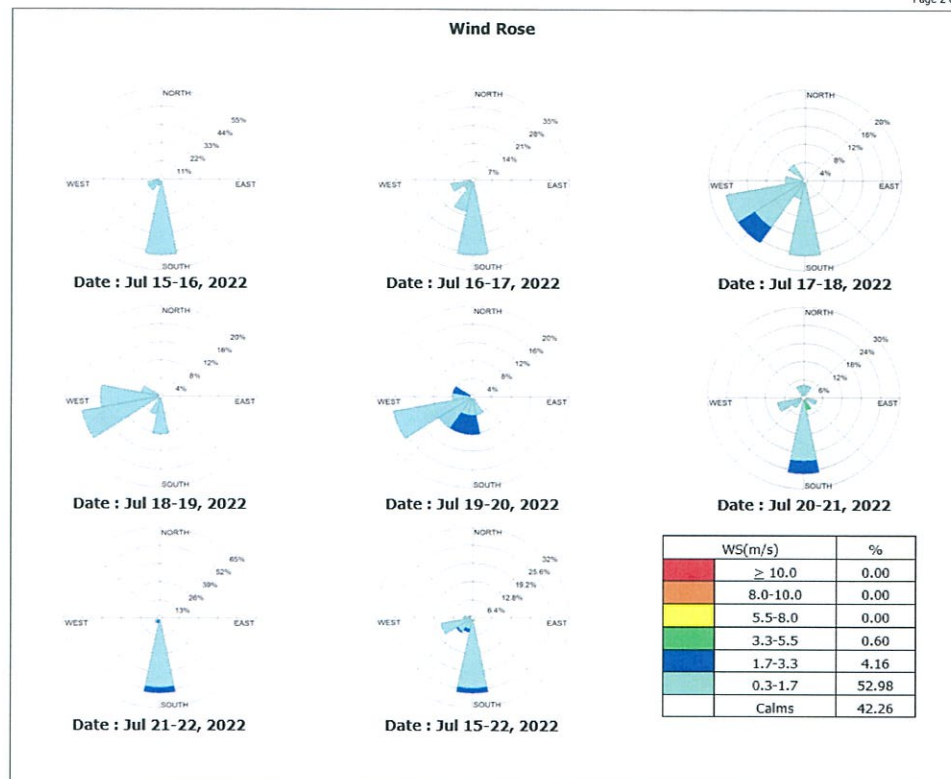 Page 2
Wind Rose
NORTH
55%
44%
33%
22%
11%
WEST
EAST
SOUTH
Date : Jul 15-16, 2022
NORTH
35%
28%
21%
14%
7%
WEST
EAST
SOUTH
Date : Jul 16-17, 2022
NORTH
20%
16%
12%
8%
4%
WEST
EAST
SOUTH
Date : Jul 17-18, 2022
NORTH
20%
16%
12%
8%
4%
WEST
EAST
SOUTH
Date : Jul 18-19, 2022
NORTH
20%
16%
12%
8%
4%
WEST
EAST
SOUTH
Date : Jul 19-20, 2022
NORTH
30%
24%
18%
12%
6%
WEST
EAST
SOUTH
Date : Jul 20-21, 2022
NORTH
65%
52%
39%
26%
13%
WEST
EAST
SOUTH
Date : Jul 21-22, 2022
NORTH
32%
25.6%
19.2%
12.8%
6.4%
WEST
EAST
SOUTH
Date : Jul 15-22, 2022
WS(m/s) %
≥ 10.0 0.00
8.0-10.0 0.00
5.5-8.0 0.00
3.3-5.5 0.60
1.7-3.3 4.16
0.3-1.7 52.98
Calms 42.26